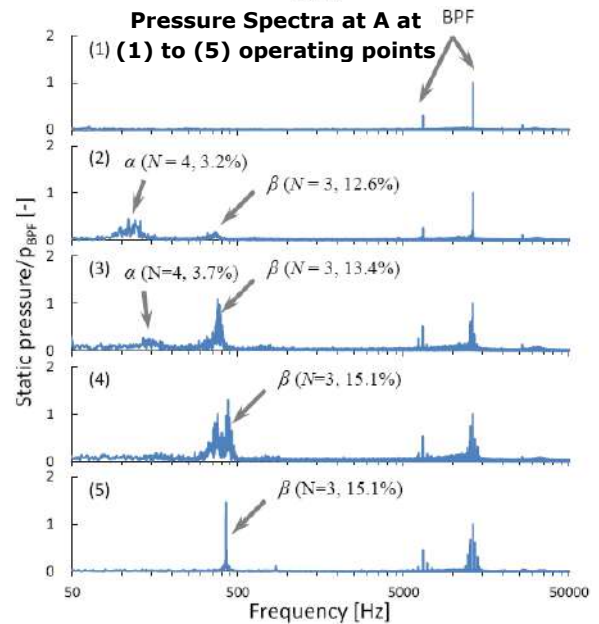 Pressure Spectra at A at
(1) to (5) operating points
BPF
Static pressure/pBPF [-]
2
1
0
(1)
2
1
0
(2)
α (N = 4, 3.2%)
β (N = 3, 12.6%)
2
1
0
(3)
α (N=4, 3.7%)
β (N = 3, 13.4%)
2
1
0
(4)
β (N=3, 15.1%)
2
1
0
(5)
β (N=3, 15.1%)
50
500
5000
50000
Frequency [Hz]